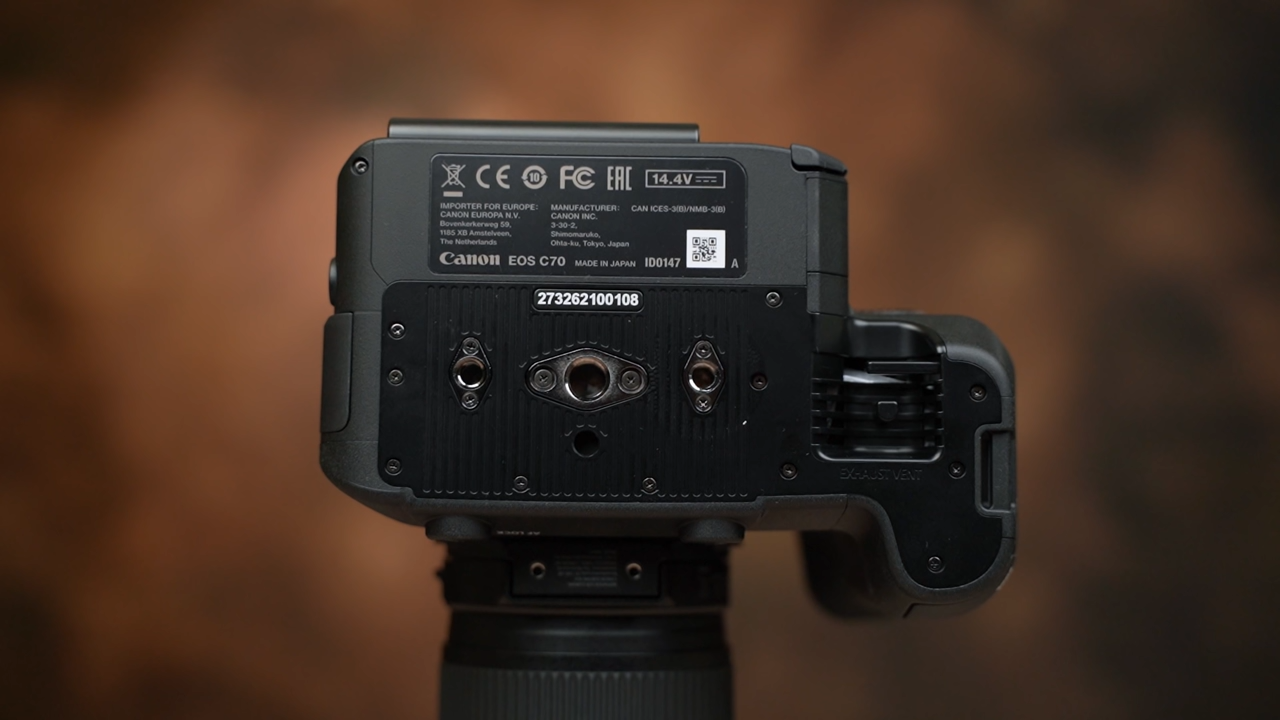 CE 10 FC EAC 14.4V
IMPORTER FOR EUROPE:
CANON EUROPA N.V.
Bovenkerkerweg 59,
1185 XB Amstelveen,
The Netherlands
MANUFACTURER:
CANON INC.
3-30-2,
Shimomaruko,
Ohta-ku, Tokyo, Japan
CAN ICES-3(B)/NMB-3(B)
Canon EOS C70 MADE IN JAPAN ID0147 A
273262100108
EXHAUST VENT